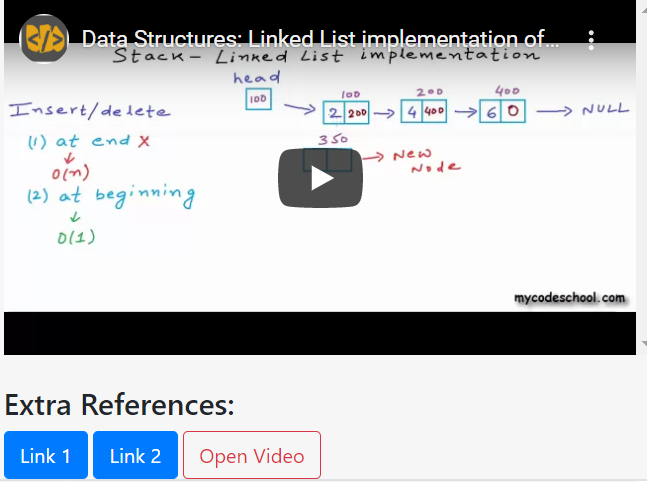 Data Structures: Linked List implementation of...
Stack - Linked List implementation
head
100
100
200
400
Insert/delete
2 200
4 400
6 0
NULL
(1) at end X
O(n)
350
New
Node
(2) at beginning
O(1)
mycodeschool.com
Extra References:
Link 1
Link 2
Open Video